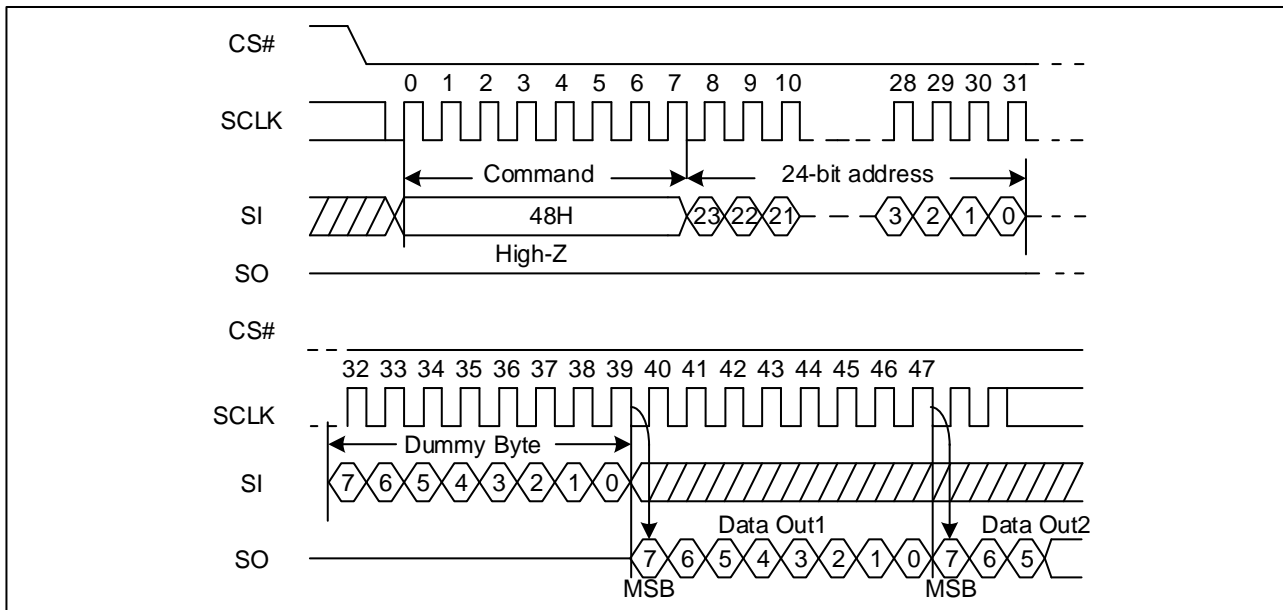 CS#
0 1 2 3 4 5 6 7 8 9 10 28 29 30 31
SCLK
Command 24-bit address
SI 48H 23 22 21 3 2 1 0
High-Z
SO
CS#
32 33 34 35 36 37 38 39 40 41 42 43 44 45 46 47
SCLK
Dummy Byte
SI 7 6 5 4 3 2 1 0
Data Out1 Data Out2
SO 7 6 5 4 3 2 1 0 7 6 5
MSB MSB